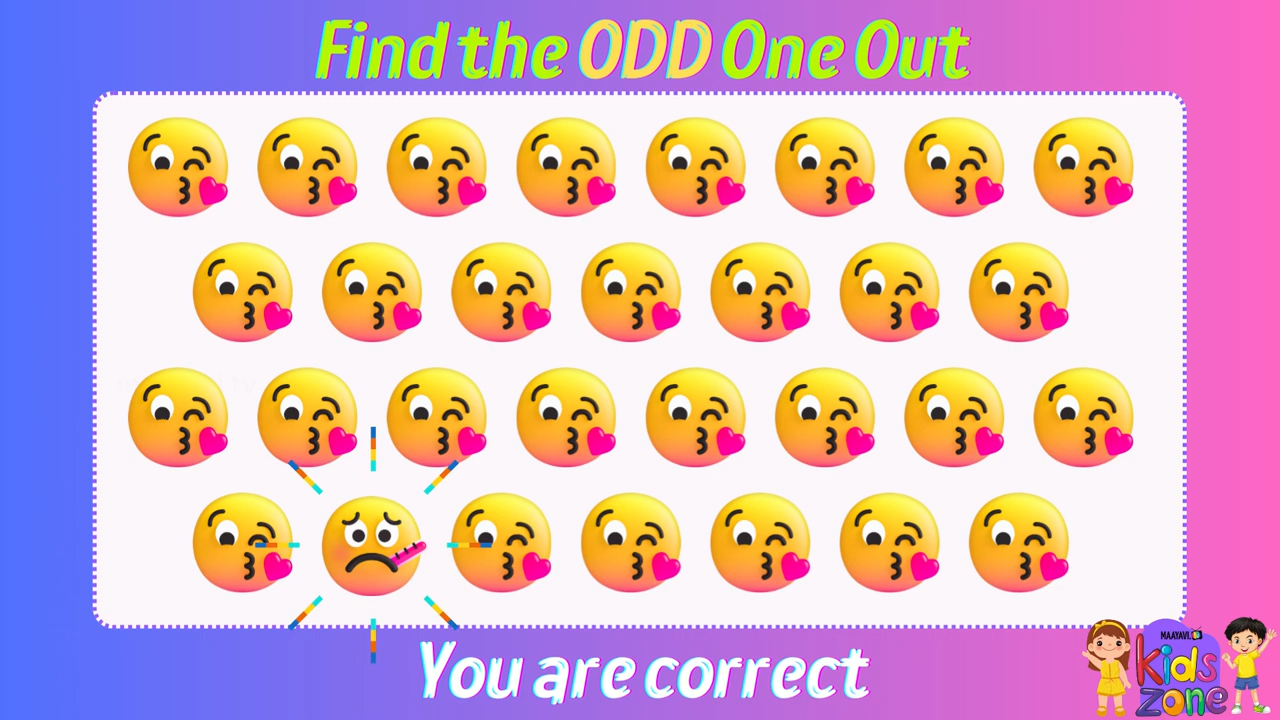 Find the ODD One Out
You are correct
MAAYAVI
kids
zone